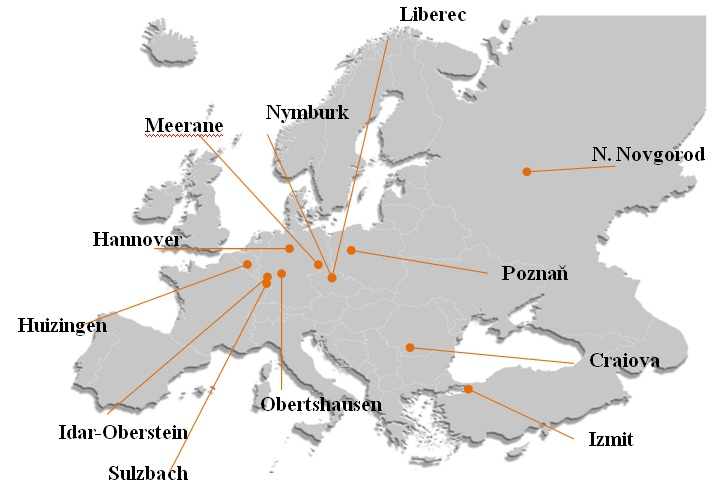 Liberec
Nymburk
Meerane
N. Novgorod
Hannover
Poznaň
Huizingen
Craiova
Obertshausen
Idar-Oberstein
Izmit
Sulzbach